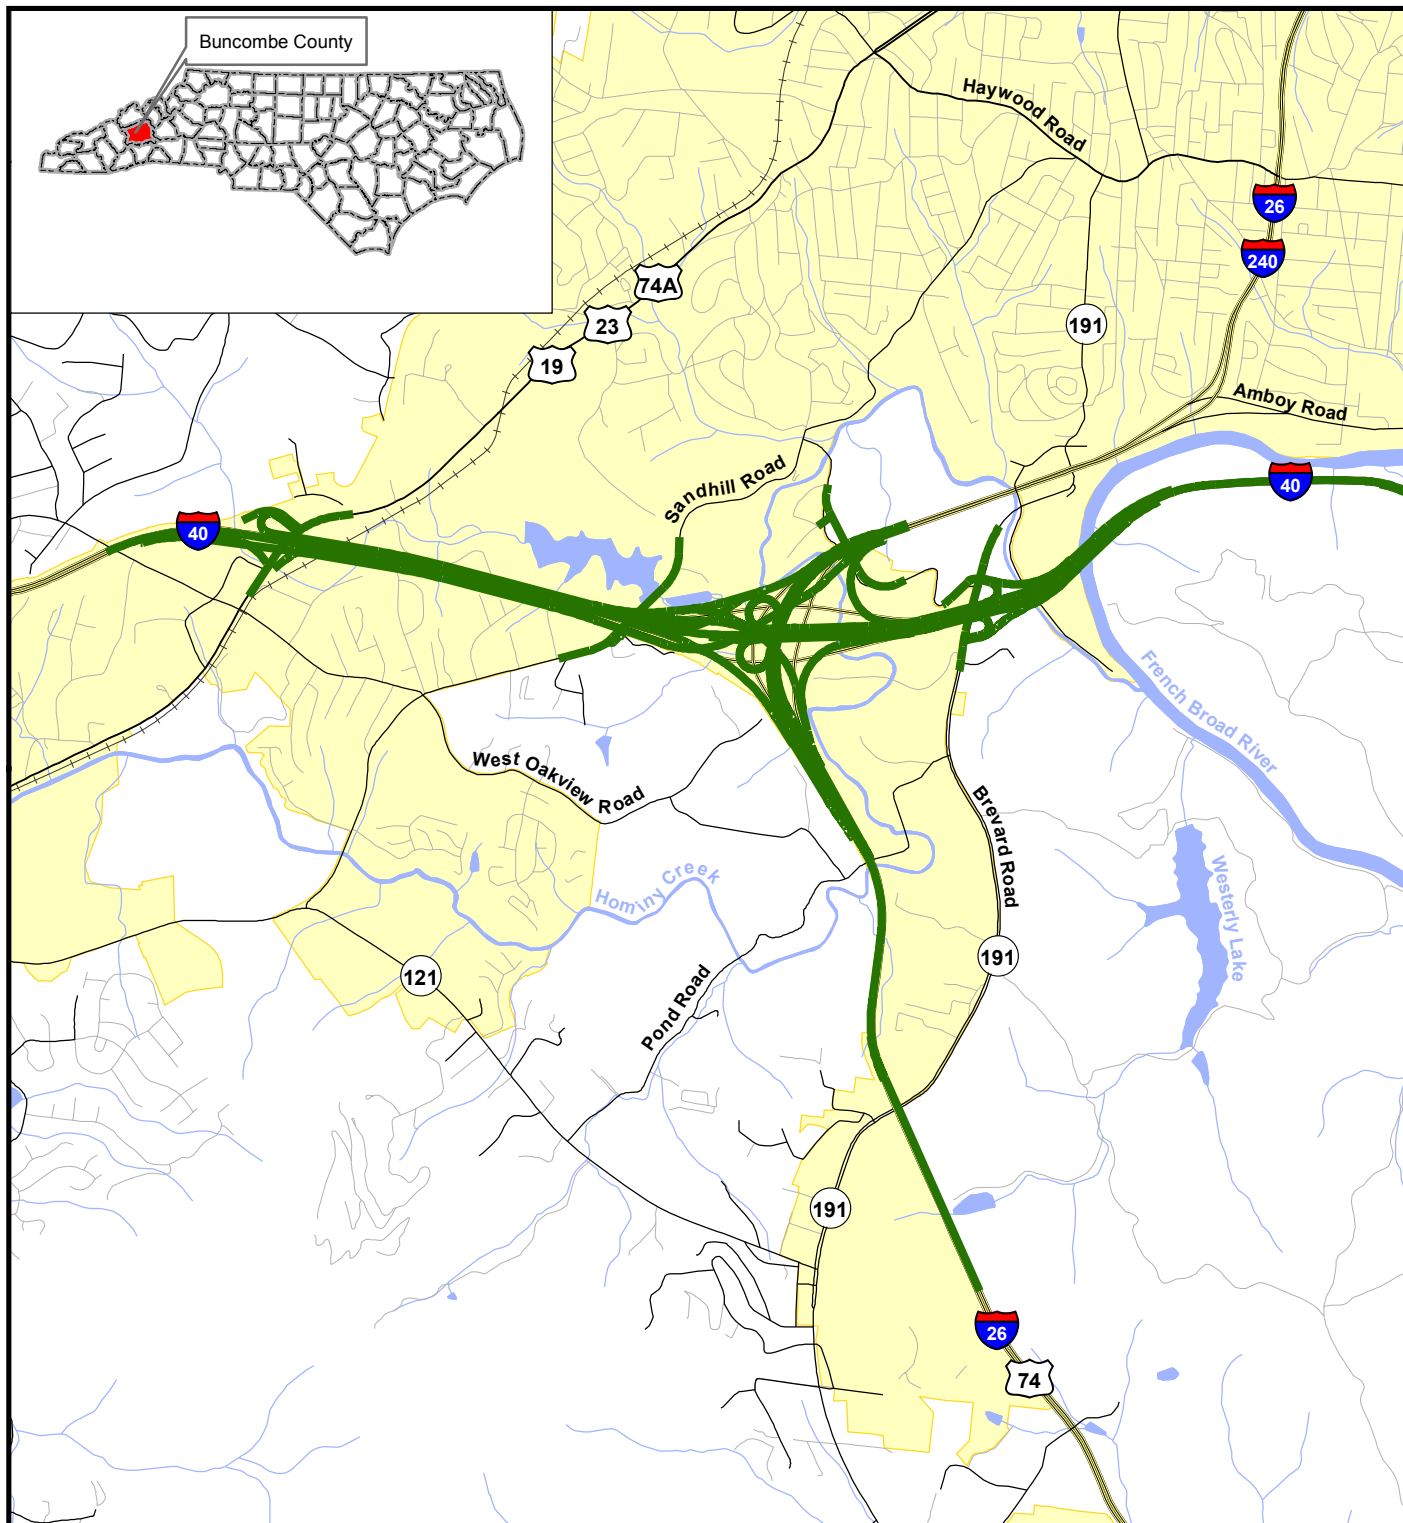 Buncombe County
Haywood Road
26
240
74A
23
19
191
Amboy Road
Sandhill Road
40
40
French Broad River
West Oakview Road
Brevard Road
Hominy Creek
Westerly Lake
191
121
Pond Road
191
26
74